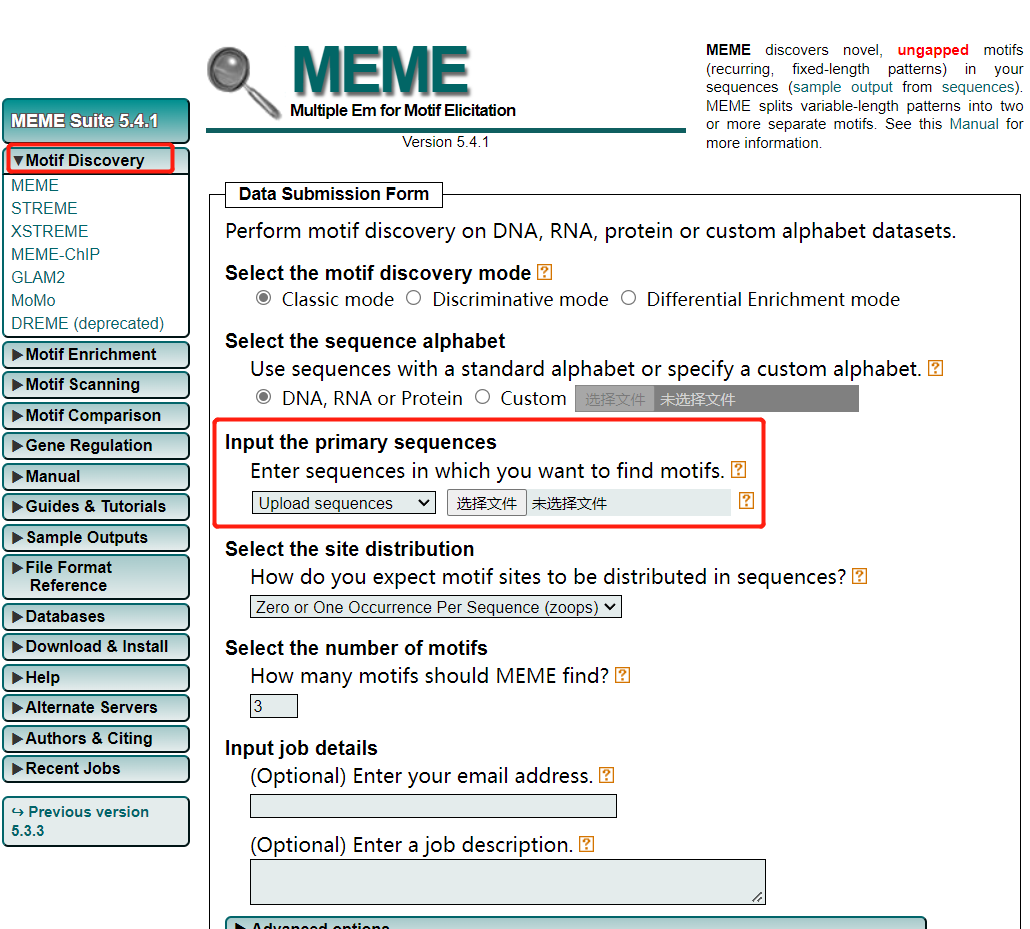 MEME
Multiple Em for Motif Elicitation
Version 5.4.1
MEME discovers novel, ungapped motifs
(recurring, fixed-length patterns) in your
sequences (sample output from sequences).
MEME splits variable-length patterns into two
or more separate motifs. See this Manual for
more information.
MEME Suite 5.4.1
▼Motif Discovery
MEME
STREME
XSTREME
MEME-ChIP
GLAM2
MoMo
DREME (deprecated)
▶Motif Enrichment
▶Motif Scanning
▶Motif Comparison
▶Gene Regulation
▶Manual
▶Guides & Tutorials
▶Sample Outputs
▶File Format
Reference
▶Databases
▶Download & Install
▶Help
▶Alternate Servers
▶Authors & Citing
▶Recent Jobs
↪ Previous version
5.3.3
Data Submission Form
Perform motif discovery on DNA, RNA, protein or custom alphabet datasets.
Select the motif discovery mode ?
Classic mode Discriminative mode Differential Enrichment mode
Select the sequence alphabet
Use sequences with a standard alphabet or specify a custom alphabet. ?
DNA, RNA or Protein Custom 选择文件 未选择文件
Input the primary sequences
Enter sequences in which you want to find motifs. ?
Upload sequences 选择文件 未选择文件 ?
Select the site distribution
How do you expect motif sites to be distributed in sequences? ?
Zero or One Occurrence Per Sequence (zoops)
Select the number of motifs
How many motifs should MEME find? ?
3
Input job details
(Optional) Enter your email address. ?
(Optional) Enter a job description. ?
▶ Advanced options